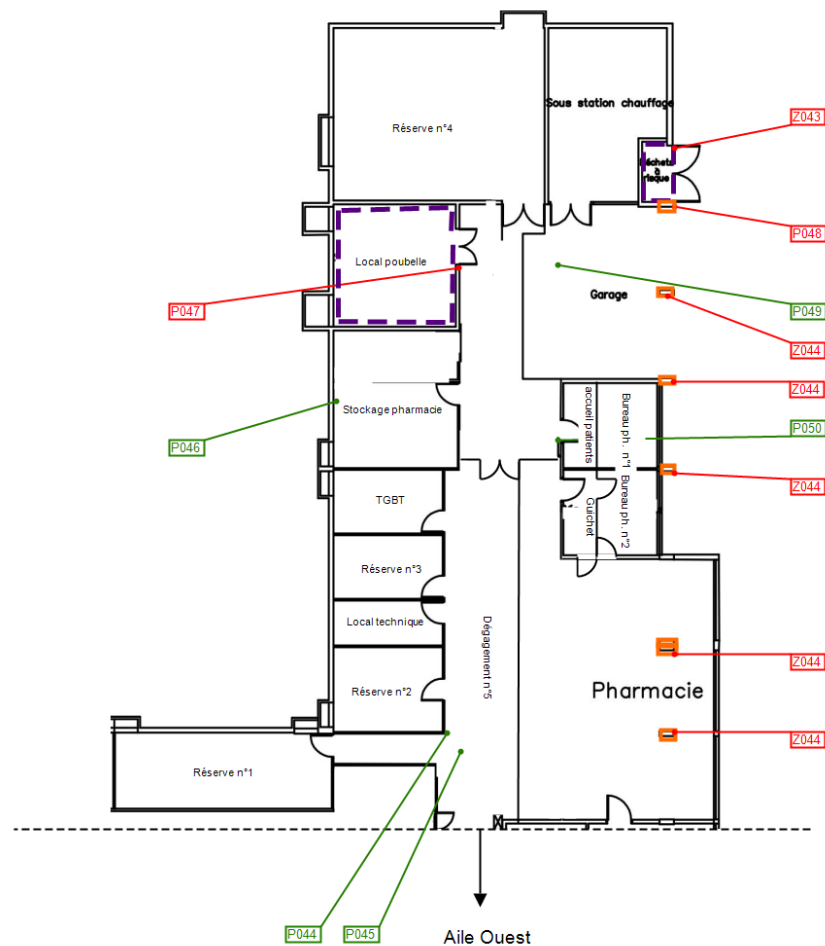 Sous station chauffage
Z043
Réserve n°4
Déchets
à
risque
P048
Local poubelle
Garage
P047
P049
Z044
Z044
Stockage pharmacie
accueil patients
Bureau ph. n°1
P050
P046
Z044
TGBT
Guichet
Bureau ph. n°2
Réserve n°3
Local technique
Dégagement n°5
Z044
Réserve n°2
Pharmacie
Z044
Réserve n°1
P044
P045
Aile Ouest